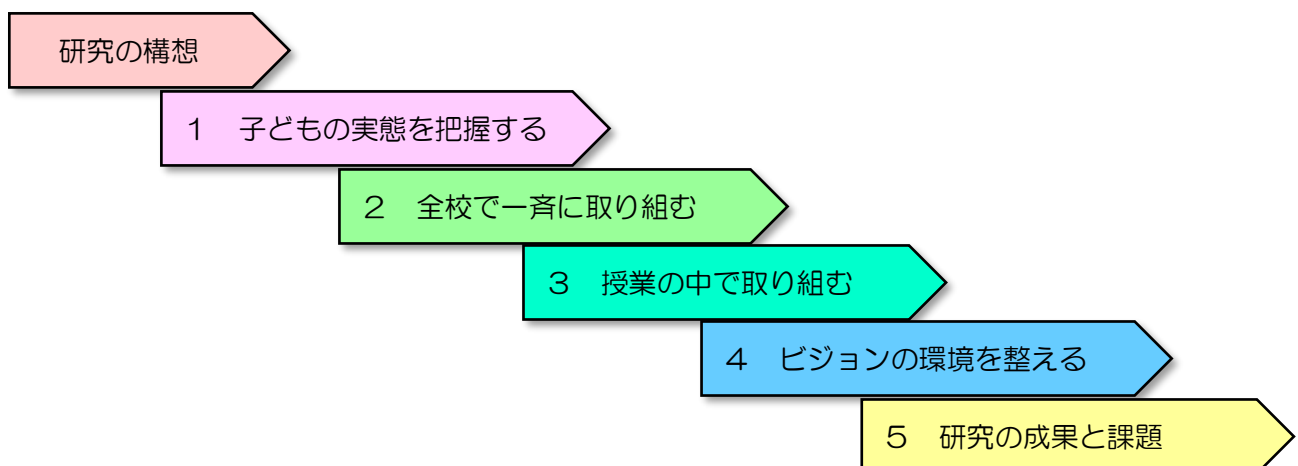 研究の構想
１　子どもの実態を把握する
２　全校で一斉に取り組む
３　授業の中で取り組む
４　ビジョンの環境を整える
５　研究の成果と課題